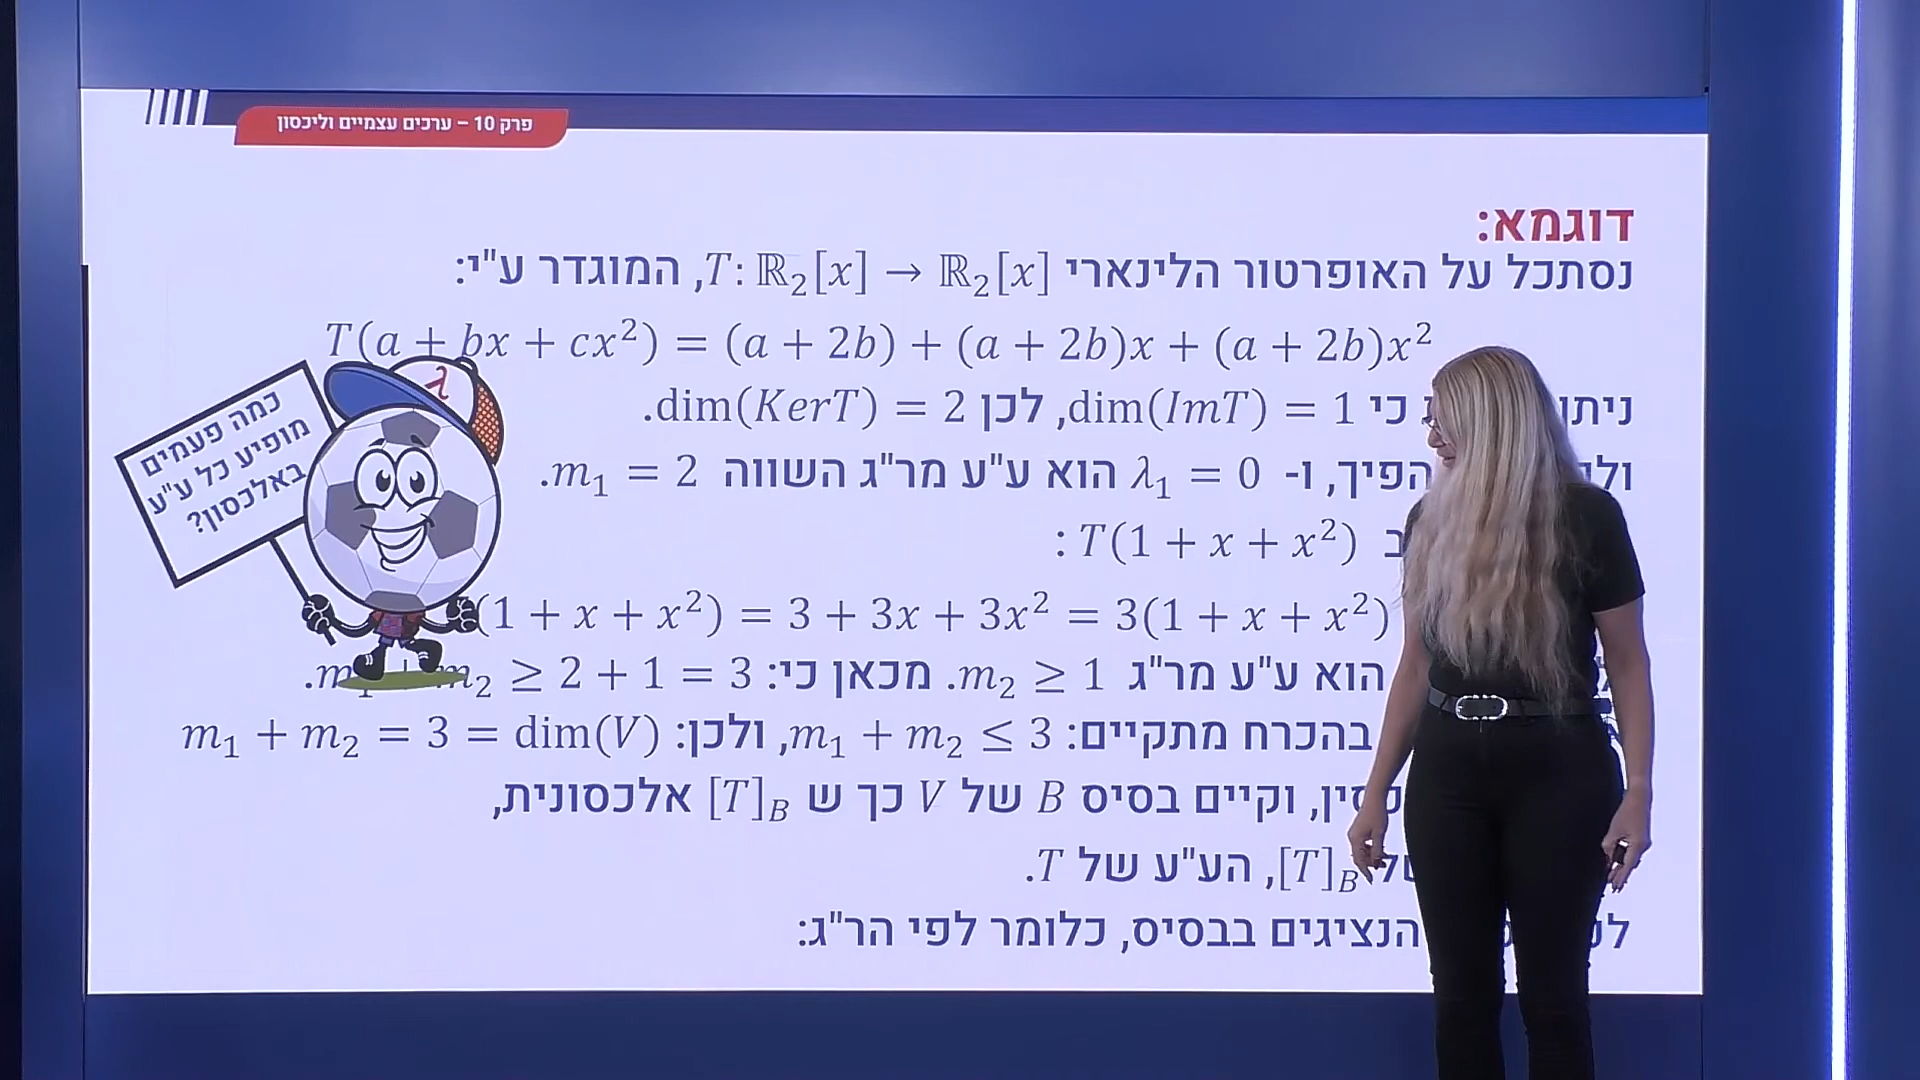 פרק 10 – ערכים עצמיים וליכסון
דוגמא:
נסתכל על האופרטור הלינארי T: ℝ₂[x] → ℝ₂[x], המוגדר ע"י:
T(a + bx + cx²) = (a + 2b) + (a + 2b)x + (a + 2b)x²
כי dim(ImT) = 1, לכן dim(KerT) = 2.
הפיך, ו- λ₁ = 0 הוא ע"ע מר"ג השווה m₁ = 2.
T(1 + x + x²) :
(1 + x + x²) = 3 + 3x + 3x² = 3(1 + x + x²)
הוא ע"ע מר"ג m₂ ≥ 1. מכאן כי: m₂ ≥ 2 + 1 = 3.
בהכרח מתקיים: m₁ + m₂ ≤ 3, ולכן: m₁ + m₂ = 3 = dim(V)
וקיים בסיס B של V כך ש [T]_B אלכסונית,
[T]_B, הע"ע של T.
הנציגים בבסיס, כלומר לפי הר"ג:
λ
כמה פעמים
מופיע כל ע"ע
באלכסון?